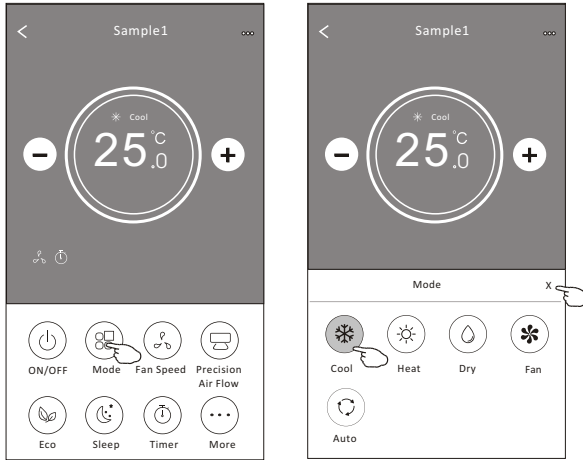 Sample1
Cool
25.0°C
ON/OFF Mode Fan Speed Precision
Air Flow
Eco Sleep Timer More
Sample1
Cool
25.0°C
Mode X
Cool Heat Dry Fan
Auto